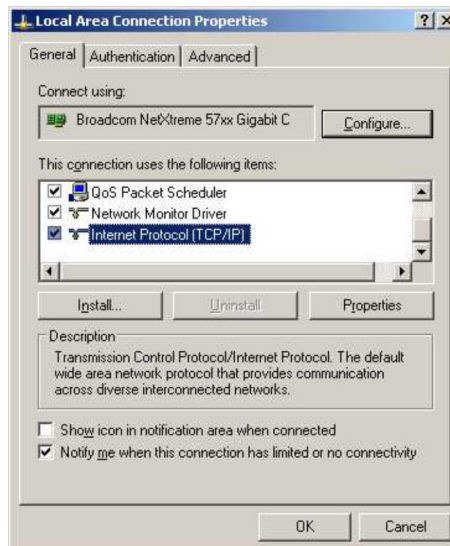 Local Area Connection Properties
General Authentication Advanced
Connect using:
Broadcom NetXtreme 57xx Gigabit C
Configure...
This connection uses the following items:
QoS Packet Scheduler
Network Monitor Driver
Internet Protocol (TCP/IP)
Install... Uninstall Properties
Description
Transmission Control Protocol/Internet Protocol. The default
wide area network protocol that provides communication
across diverse interconnected networks.
Show icon in notification area when connected
Notify me when this connection has limited or no connectivity
OK Cancel